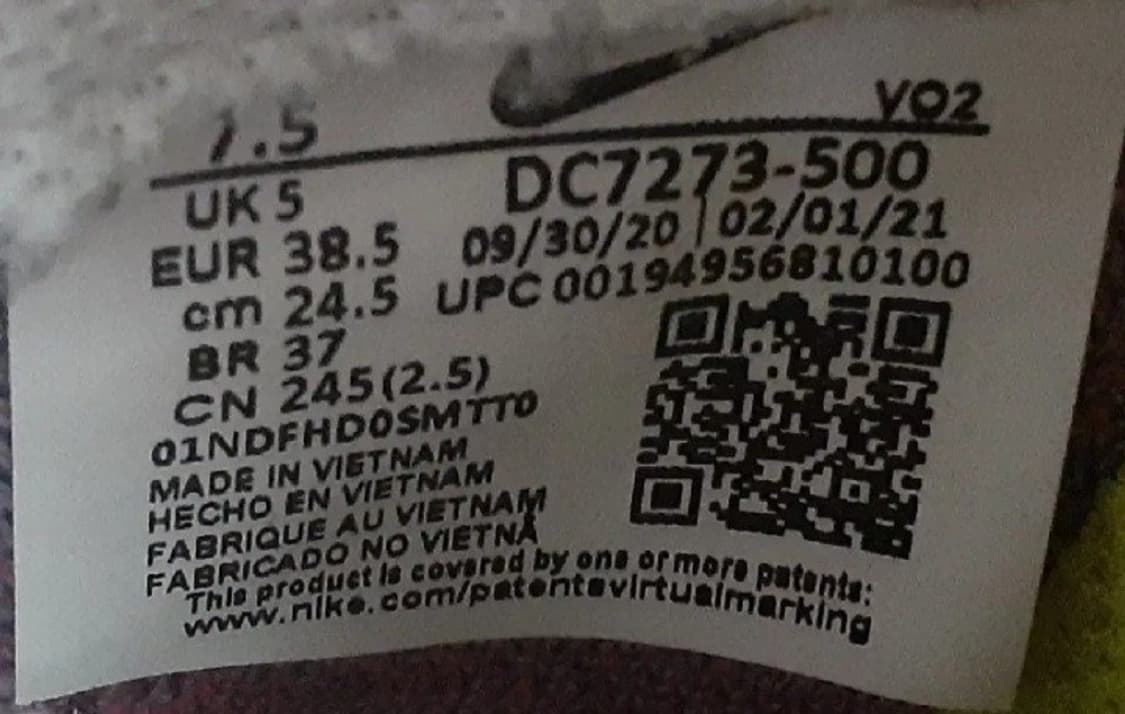 7.5
VO2
UK 5
DC7273-500
EUR 38.5
09/30/20 | 02/01/21
cm 24.5
UPC 00194956810100
BR 37
CN 245(2.5)
01NDFHD0SMTT0
MADE IN VIETNAM
HECHO EN VIETNAM
FABRIQUE AU VIETNAM
FABRICADO NO VIETNÃ
This product is covered by one or more patents:
www.nike.com/patentsvirtualmarking